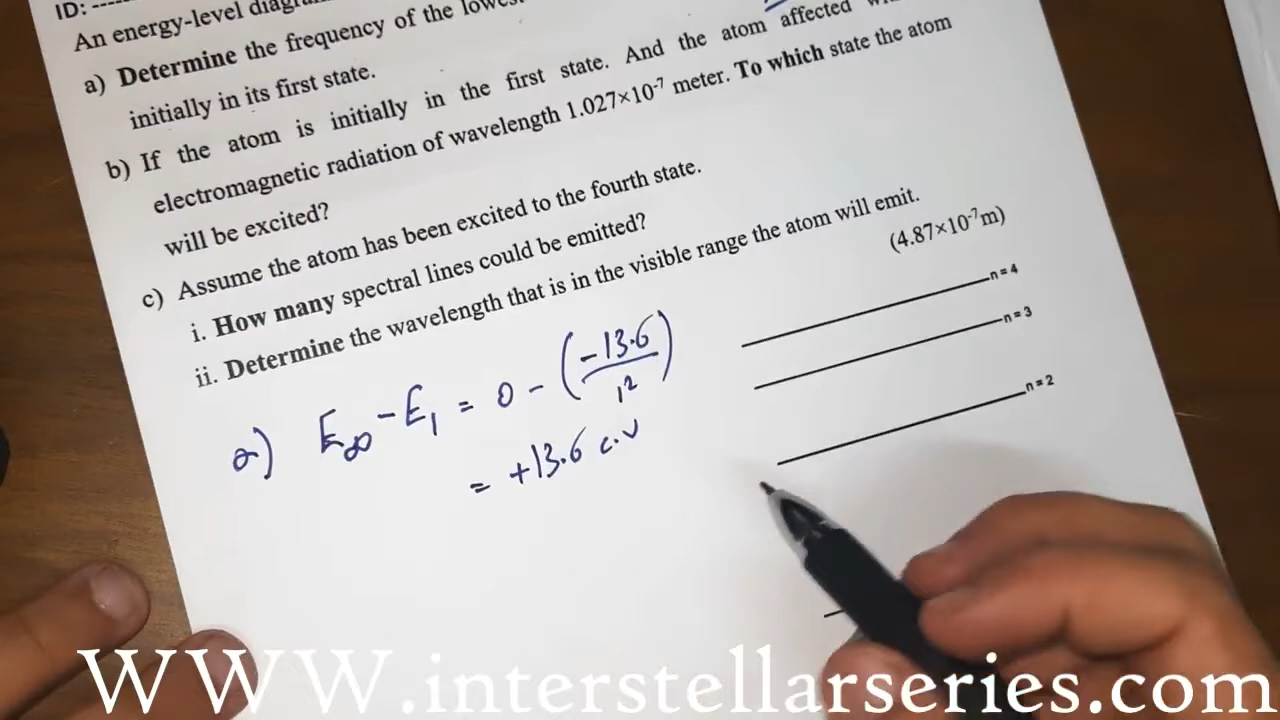 ID: -----
An energy-level
a) Determine the frequency of the lowest
initially in its first state.
b) If the atom is initially in the first state. And the atom affected
electromagnetic radiation of wavelength 1.027×10⁻⁷ meter. To which state the atom
will be excited?
c) Assume the atom has been excited to the fourth state.
i. How many spectral lines could be emitted?
ii. Determine the wavelength that is in the visible range the atom will emit.
(4.87×10⁻⁷m)
n = 4
n = 3
n = 2
a) E∞ - E₁ = 0 - (-13.6/1²)
= +13.6 e.v
WWW.interstellarseries.com